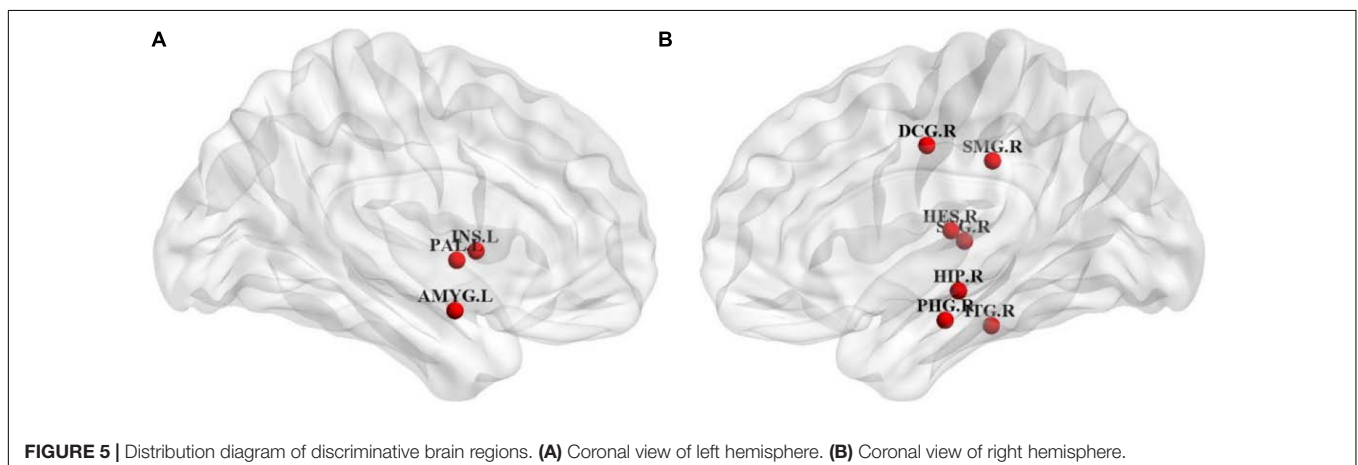 A
B
DCG.R
SMG.R
HES.R
INS.L
HIP.R
AMYG.L
PHG.R
ITG.R
FIGURE 5 | Distribution diagram of discriminative brain regions. (A) Coronal view of left hemisphere. (B) Coronal view of right hemisphere.